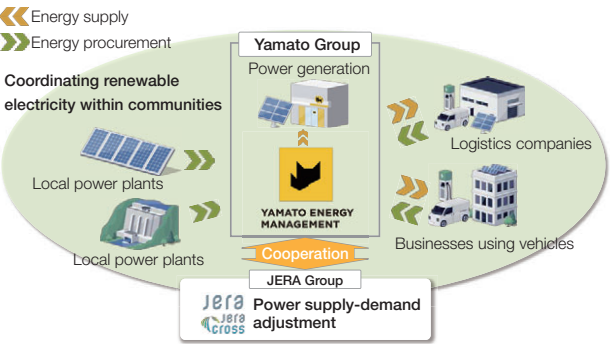 Energy supply
Energy procurement
Yamato Group
Power generation
Coordinating renewable
electricity within communities
Local power plants
Local power plants
YAMATO ENERGY
MANAGEMENT
Logistics companies
Businesses using vehicles
Cooperation
JERA Group
Jera
Jera
cross
Power supply-demand
adjustment